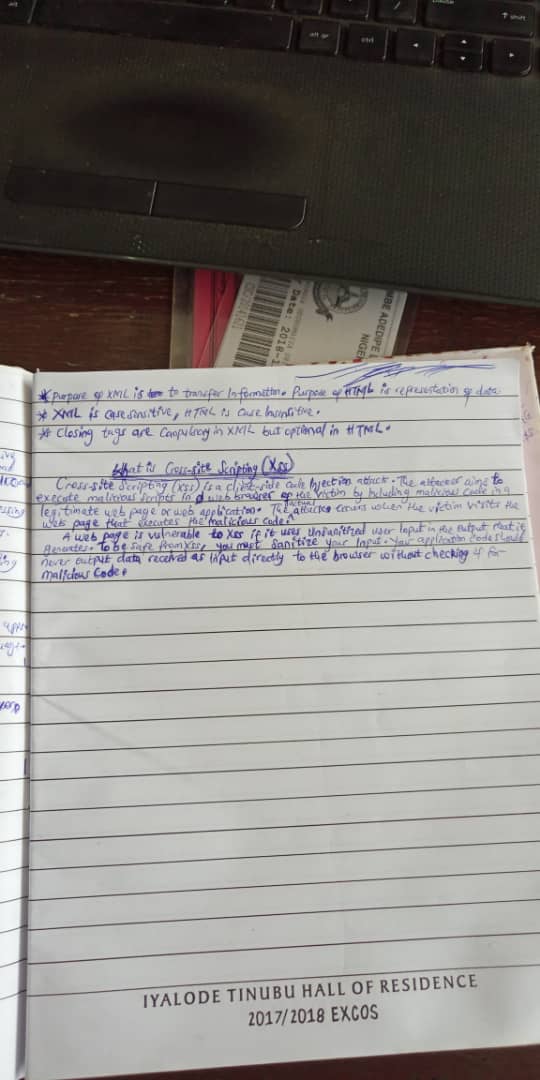 alt
alt gr
ctrl
shift
MBE ADEDIPE
NIGE
Date: 2018-1
* Purpose of XML is to transfer Information. Purpose of HTML is representation of data
* XML is case sensitive, HTML is case Insensitive.
* Closing tags are Compulsory in XML but optional in HTML.
What is Cross-site Scripting (XSS)
Cross-site Scripting (XSS) is a client-side code Injection attack. The attacker aims to
execute malicious scripts in a web browser of the victim by Including malicious code in a
legitimate web page or web application. The actual attack occurs when the victim visits the
web page that executes the malicious code.
A web page is vulnerable to XSS if it uses unsanitized user Input in the output that it
generates. To be safe from XSS, you must sanitize your Input. Your application code should
never output data received as Input directly to the browser without checking it for
malicious code.
IYALODE TINUBU HALL OF RESIDENCE
2017/2018 EXCOS